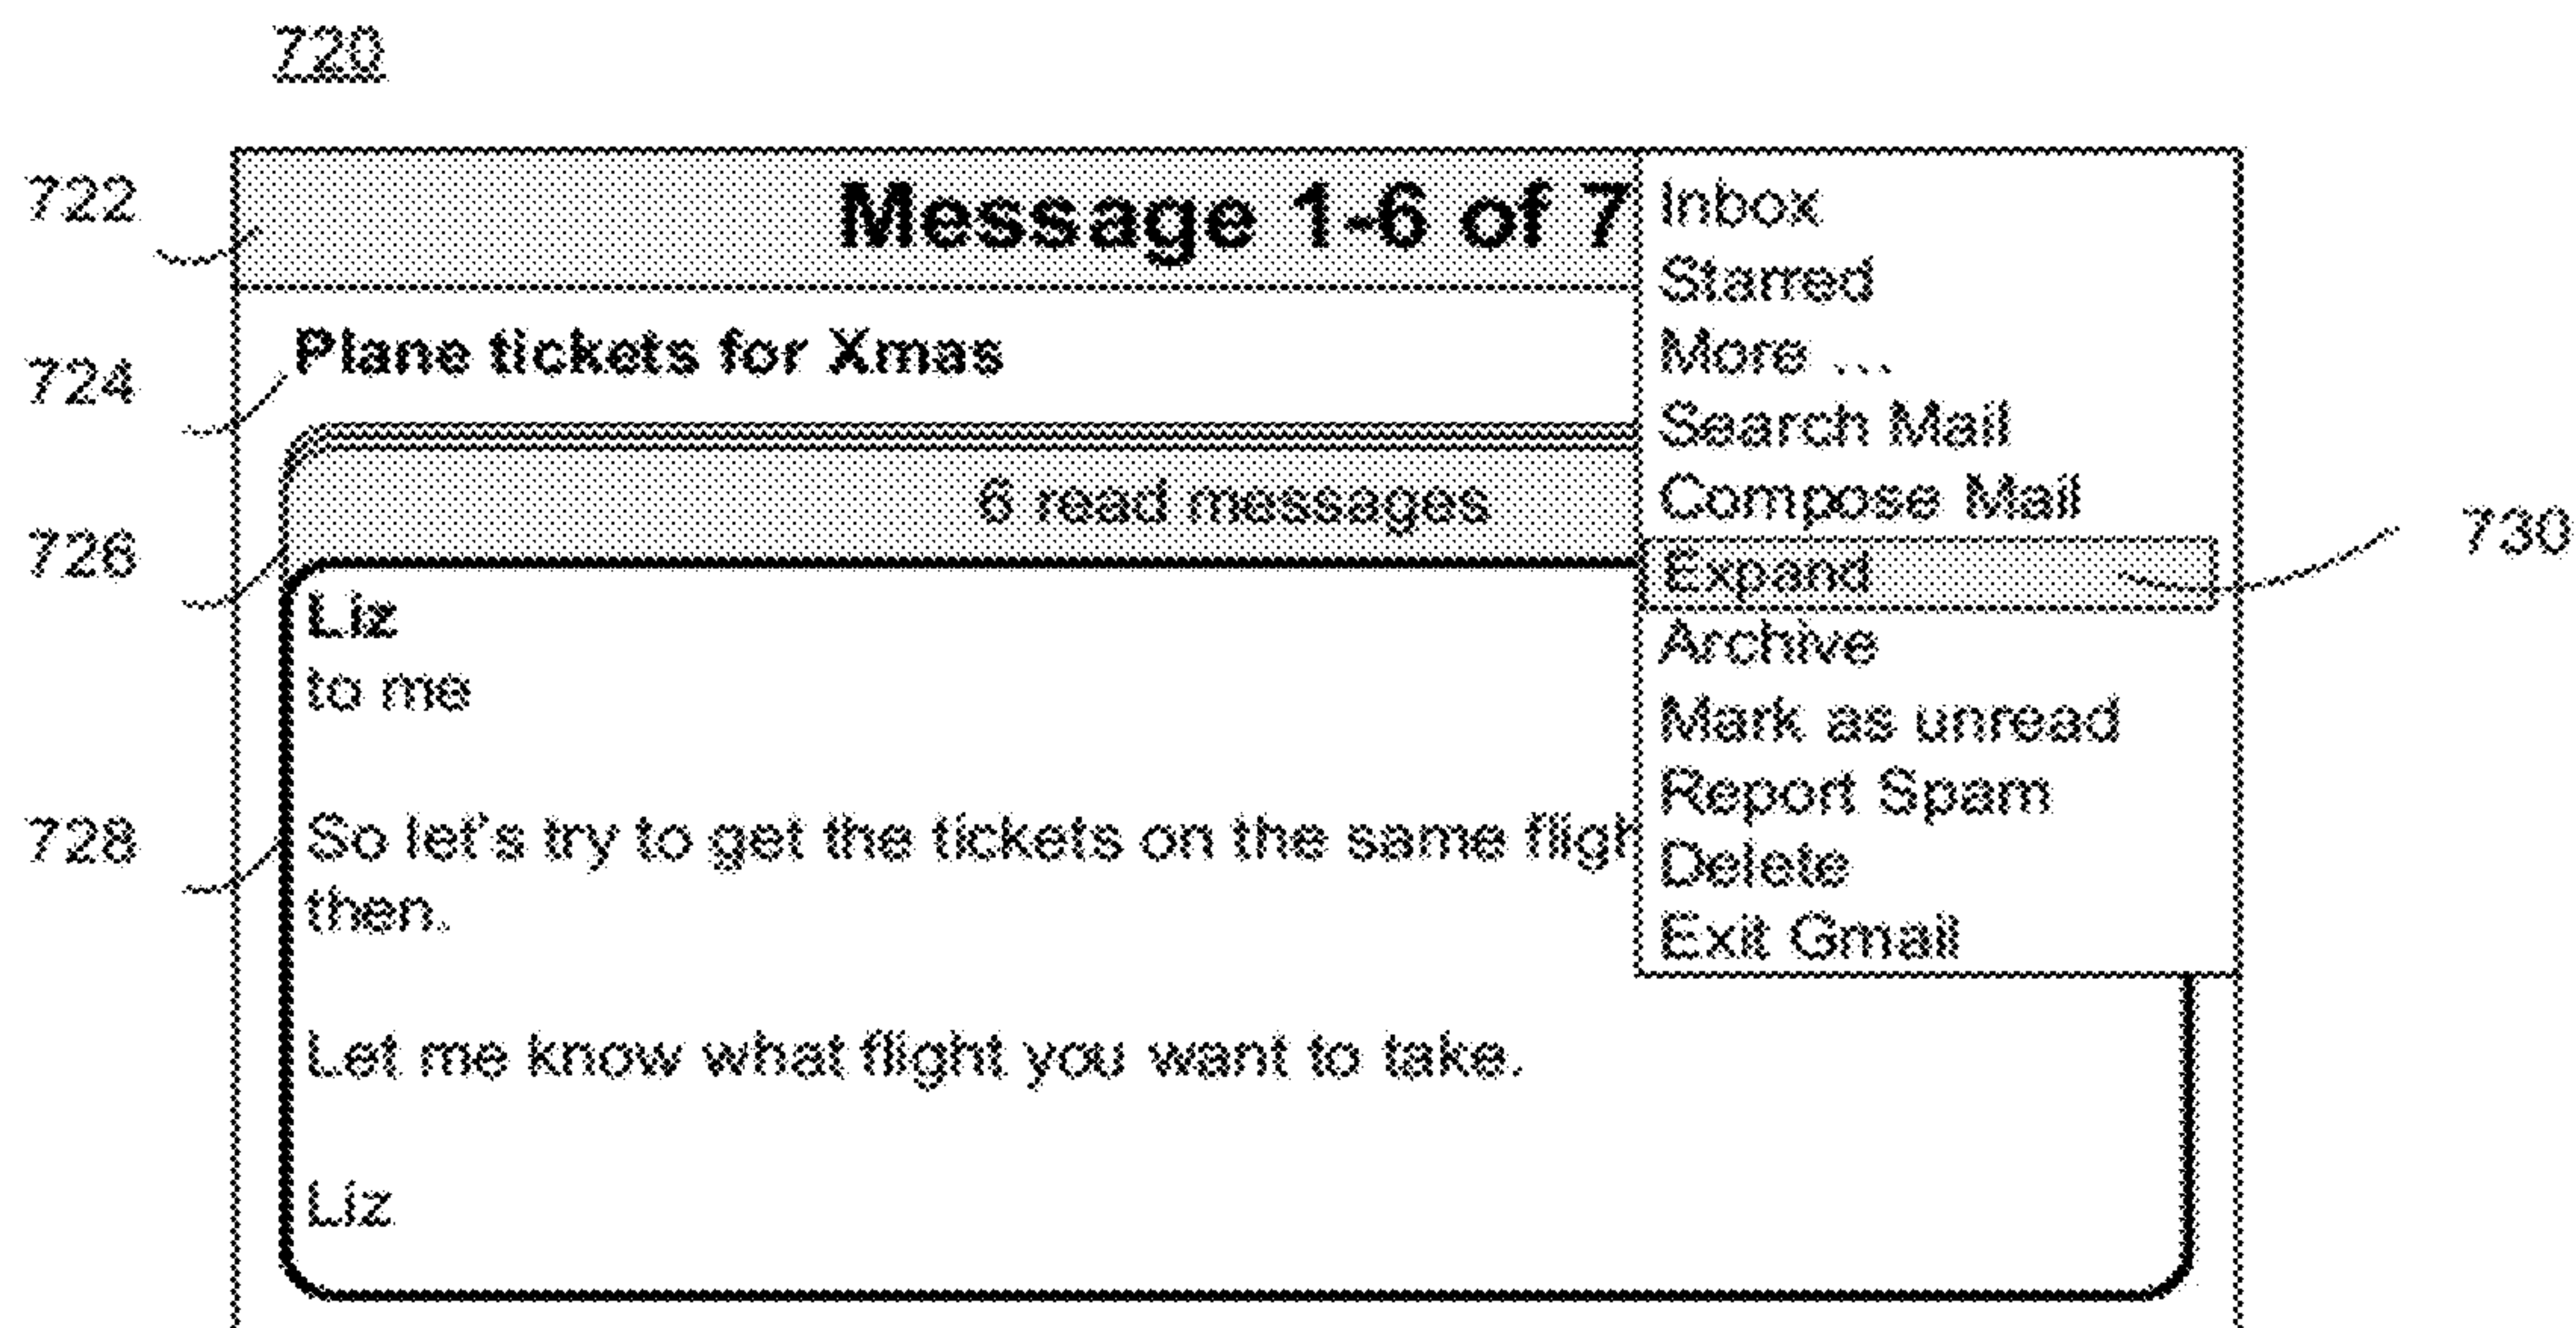 720
722
Message 1-6 of 7
724
Plane tickets for Xmas
726
6 read messages
Liz
to me
728
So let's try to get the tickets on the same fligh
then.
Let me know what flight you want to take.
Liz
Inbox
Starred
More ...
Search Mail
Compose Mail
Expand
730
Archive
Mark as unread
Report Spam
Delete
Exit Gmail